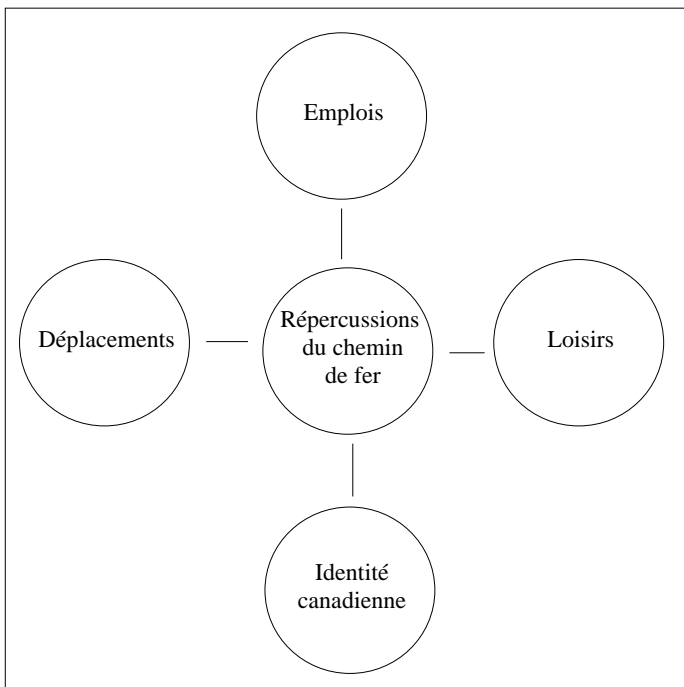 Emplois
Déplacements
Répercussions
du chemin
de fer
Loisirs
Identité
canadienne